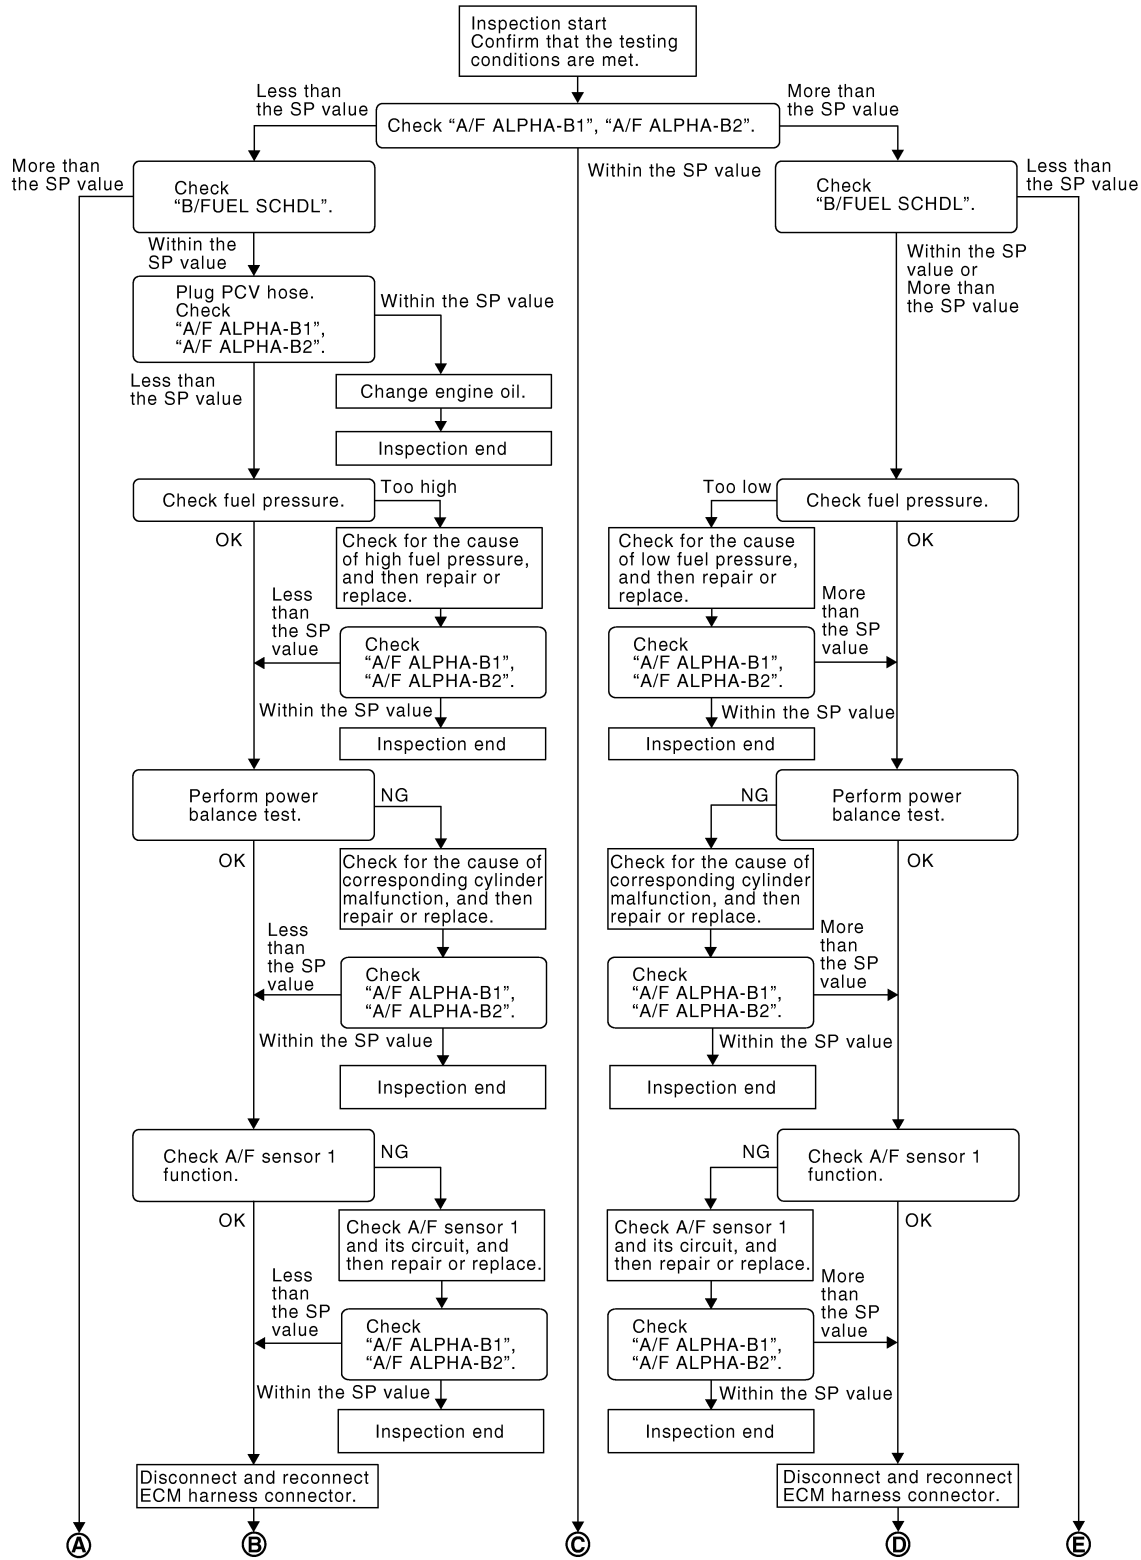 Inspection start
Confirm that the testing
conditions are met.
Less than
the SP value
More than
the SP value
Check “A/F ALPHA-B1”, “A/F ALPHA-B2”.
More than
the SP value
Within the SP value
Less than
the SP value
Check
“B/FUEL SCHDL”.
Check
“B/FUEL SCHDL”.
Within the
SP value
Within the SP
value or
More than
the SP value
Plug PCV hose.
Check
“A/F ALPHA-B1”,
“A/F ALPHA-B2”.
Within the SP value
Less than
the SP value
Change engine oil.
Inspection end
Check fuel pressure.
Too high
Too low
Check fuel pressure.
OK
OK
Check for the cause
of high fuel pressure,
and then repair or
replace.
Check for the cause
of low fuel pressure,
and then repair or
replace.
Less
than
the SP
value
More
than
the SP
value
Check
“A/F ALPHA-B1”,
“A/F ALPHA-B2”.
Check
“A/F ALPHA-B1”,
“A/F ALPHA-B2”.
Within the SP value
Within the SP value
Inspection end
Inspection end
Perform power
balance test.
NG
NG
Perform power
balance test.
OK
OK
Check for the cause of
corresponding cylinder
malfunction, and then
repair or replace.
Check for the cause of
corresponding cylinder
malfunction, and then
repair or replace.
Less
than
the SP
value
More
than
the SP
value
Check
“A/F ALPHA-B1”,
“A/F ALPHA-B2”.
Check
“A/F ALPHA-B1”,
“A/F ALPHA-B2”.
Within the SP value
Within the SP value
Inspection end
Inspection end
Check A/F sensor 1
function.
NG
NG
Check A/F sensor 1
function.
OK
OK
Check A/F sensor 1
and its circuit, and
then repair or replace.
Check A/F sensor 1
and its circuit, and
then repair or replace.
Less
than
the SP
value
More
than
the SP
value
Check
“A/F ALPHA-B1”,
“A/F ALPHA-B2”.
Check
“A/F ALPHA-B1”,
“A/F ALPHA-B2”.
Within the SP value
Within the SP value
Inspection end
Inspection end
Disconnect and reconnect
ECM harness connector.
Disconnect and reconnect
ECM harness connector.
A
B
C
D
E